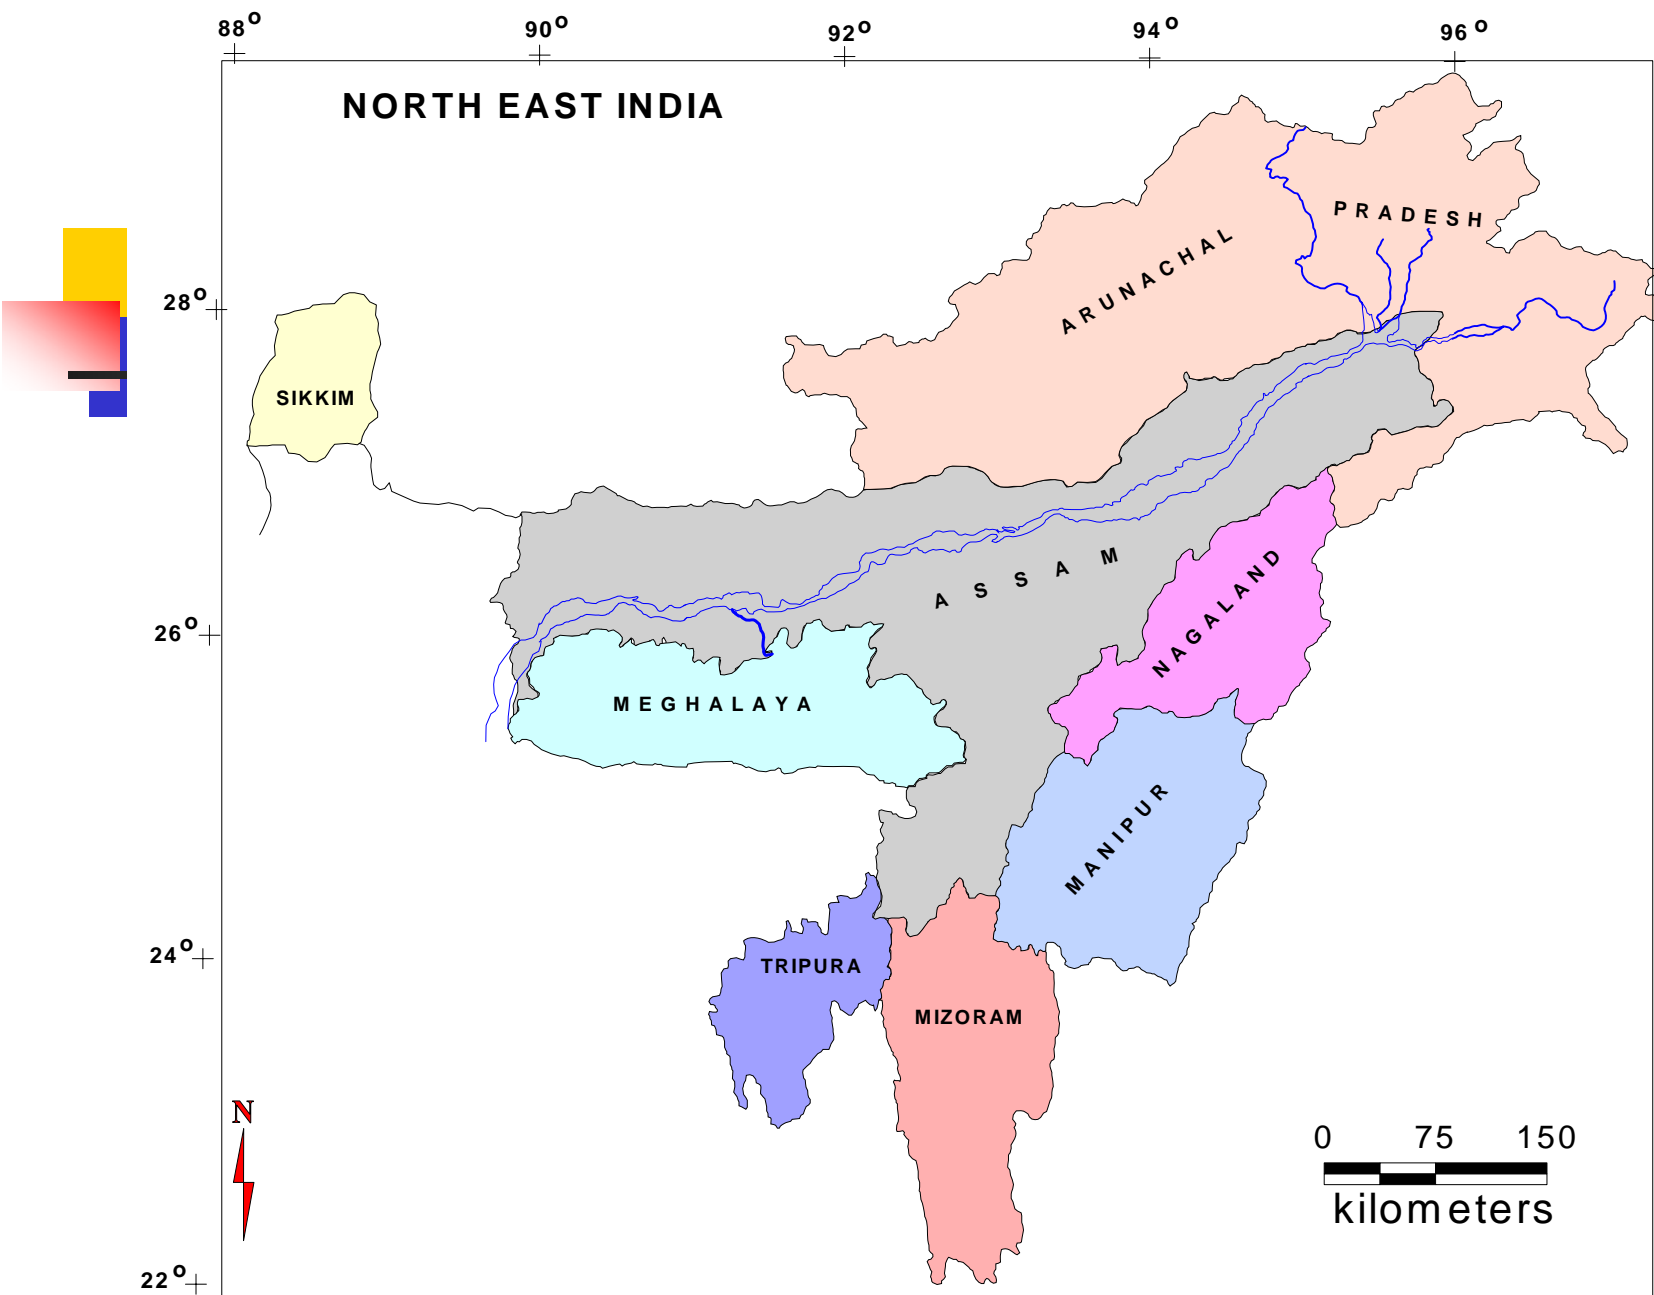 88° 90° 92° 94° 96°
NORTH EAST INDIA
PRADESH
ARUNACHAL
28°
SIKKIM
ASSAM
NAGALAND
26°
MEGHALAYA
MANIPUR
24°
TRIPURA
MIZORAM
N
0 75 150
kilometers
22°